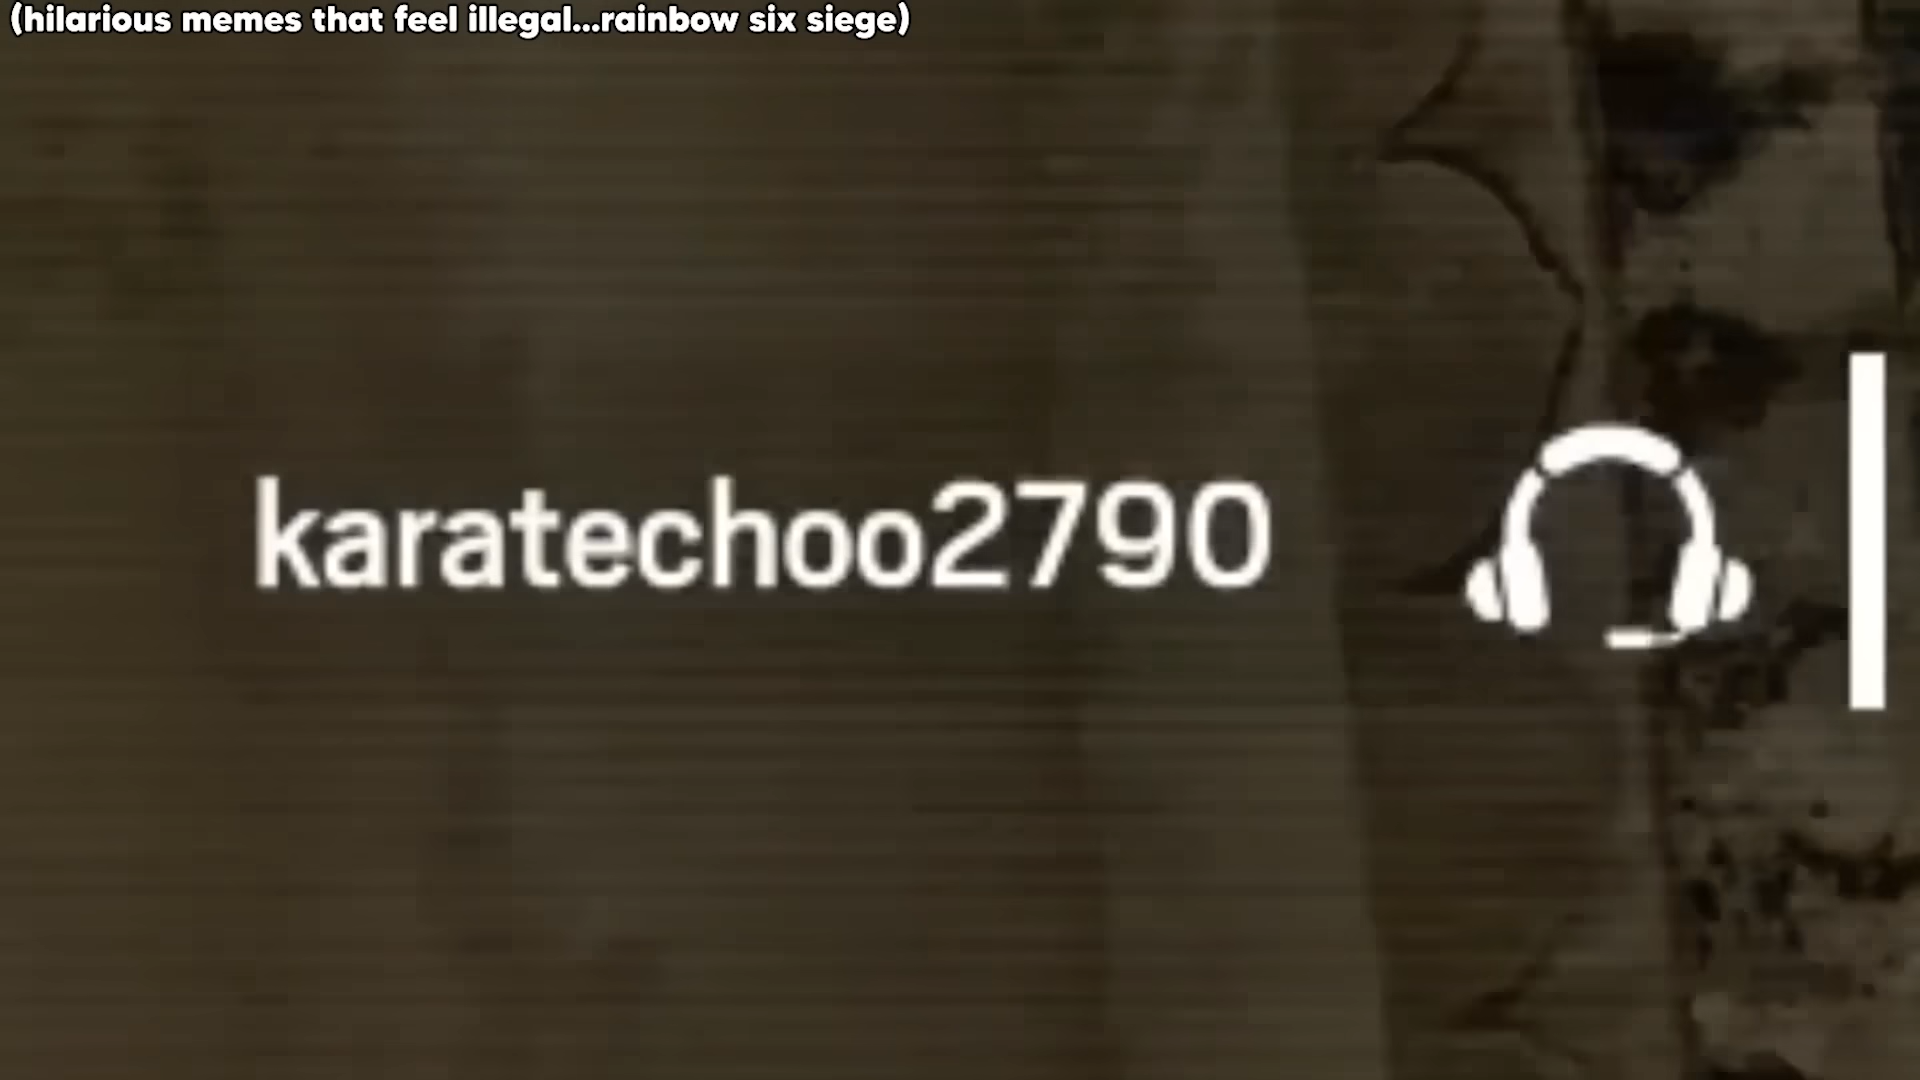 (hilarious memes that feel illegal...rainbow six siege)
karatechoo2790